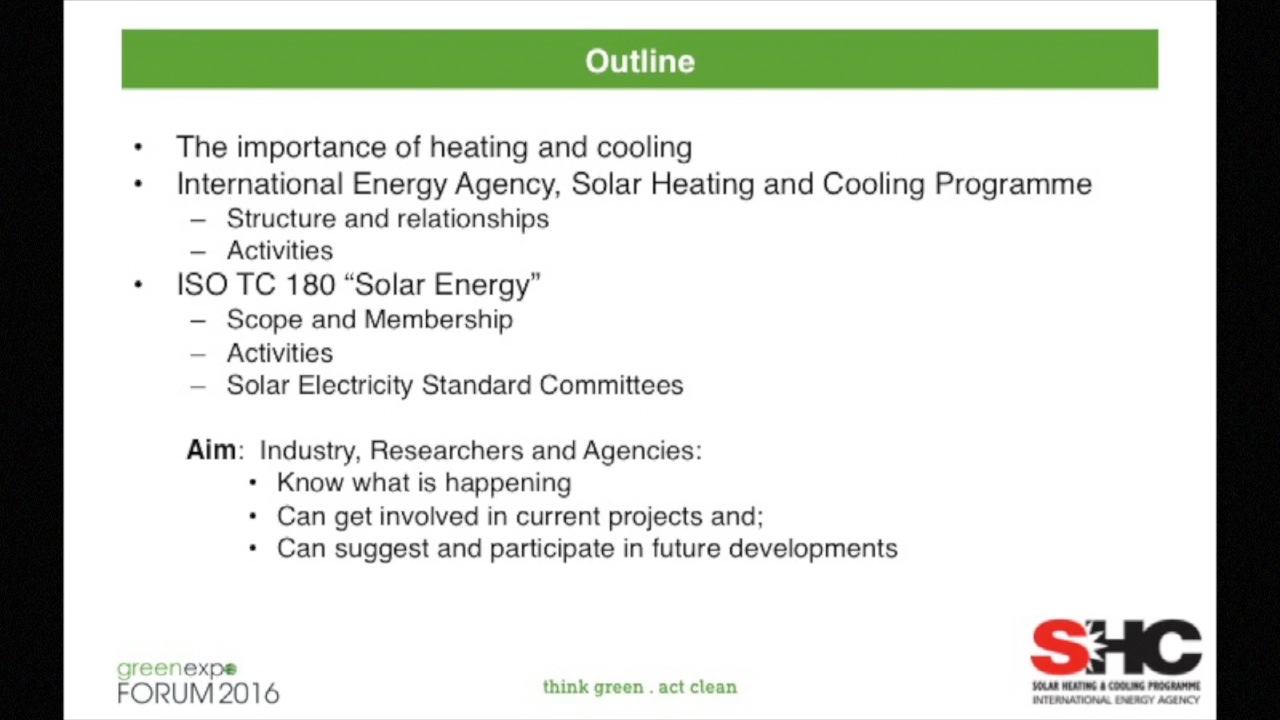 Outline
• The importance of heating and cooling
• International Energy Agency, Solar Heating and Cooling Programme
– Structure and relationships
– Activities
• ISO TC 180 “Solar Energy”
– Scope and Membership
– Activities
– Solar Electricity Standard Committees
Aim: Industry, Researchers and Agencies:
• Know what is happening
• Can get involved in current projects and;
• Can suggest and participate in future developments
greenexpo
FORUM 2016
think green . act clean
SHC
SOLAR HEATING & COOLING PROGRAMME
INTERNATIONAL ENERGY AGENCY